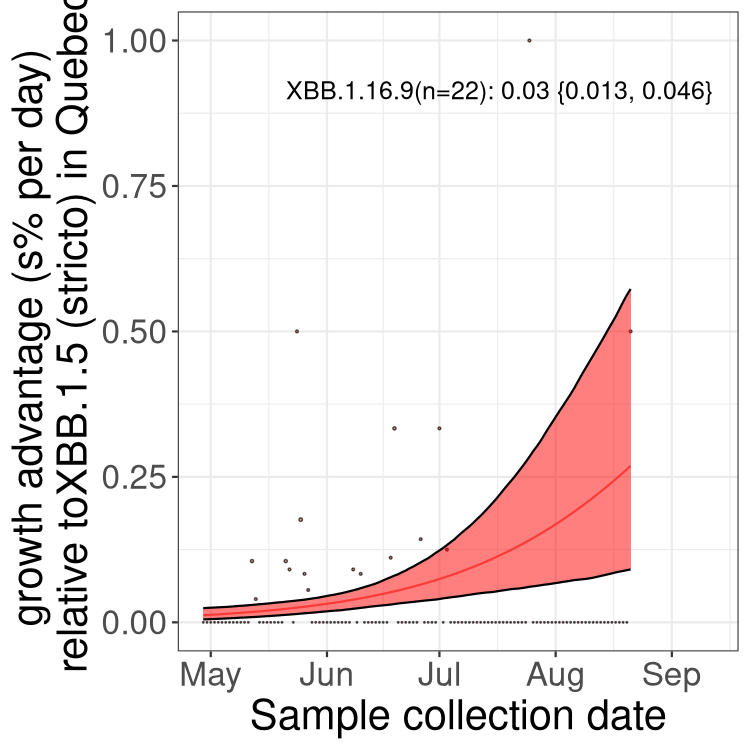 growth advantage (s% per day)
relative toXBB.1.5 (stricto) in Quebec
1.00
0.75
0.50
0.25
0.00
XBB.1.16.9(n=22): 0.03 {0.013, 0.046}
May Jun Jul Aug Sep
Sample collection date